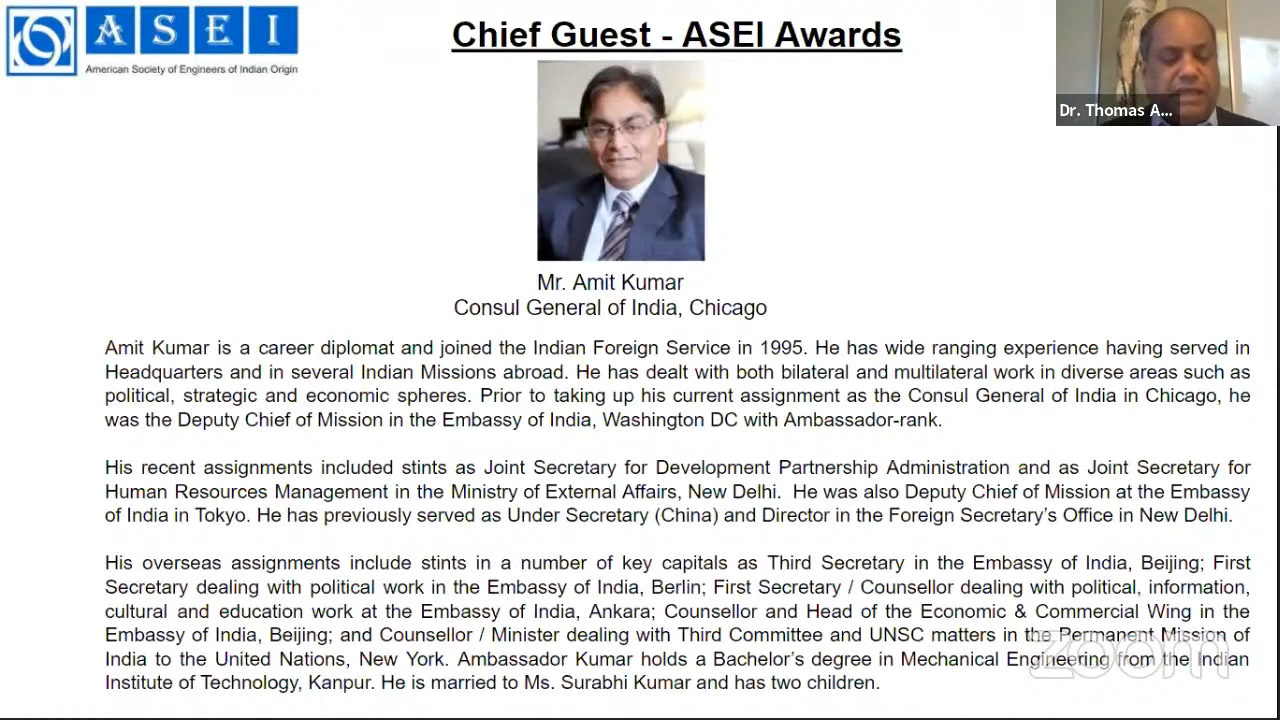 A S E I
American Society of Engineers of Indian Origin
Chief Guest - ASEI Awards
Dr. Thomas A...
Mr. Amit Kumar
Consul General of India, Chicago
Amit Kumar is a career diplomat and joined the Indian Foreign Service in 1995. He has wide ranging experience having served in
Headquarters and in several Indian Missions abroad. He has dealt with both bilateral and multilateral work in diverse areas such as
political, strategic and economic spheres. Prior to taking up his current assignment as the Consul General of India in Chicago, he
was the Deputy Chief of Mission in the Embassy of India, Washington DC with Ambassador-rank.
His recent assignments included stints as Joint Secretary for Development Partnership Administration and as Joint Secretary for
Human Resources Management in the Ministry of External Affairs, New Delhi. He was also Deputy Chief of Mission at the Embassy
of India in Tokyo. He has previously served as Under Secretary (China) and Director in the Foreign Secretary's Office in New Delhi.
His overseas assignments include stints in a number of key capitals as Third Secretary in the Embassy of India, Beijing; First
Secretary dealing with political work in the Embassy of India, Berlin; First Secretary / Counsellor dealing with political, information,
cultural and education work at the Embassy of India, Ankara; Counsellor and Head of the Economic & Commercial Wing in the
Embassy of India, Beijing; and Counsellor / Minister dealing with Third Committee and UNSC matters in the Permanent Mission of
India to the United Nations, New York. Ambassador Kumar holds a Bachelor's degree in Mechanical Engineering from the Indian
Institute of Technology, Kanpur. He is married to Ms. Surabhi Kumar and has two children.
zoom